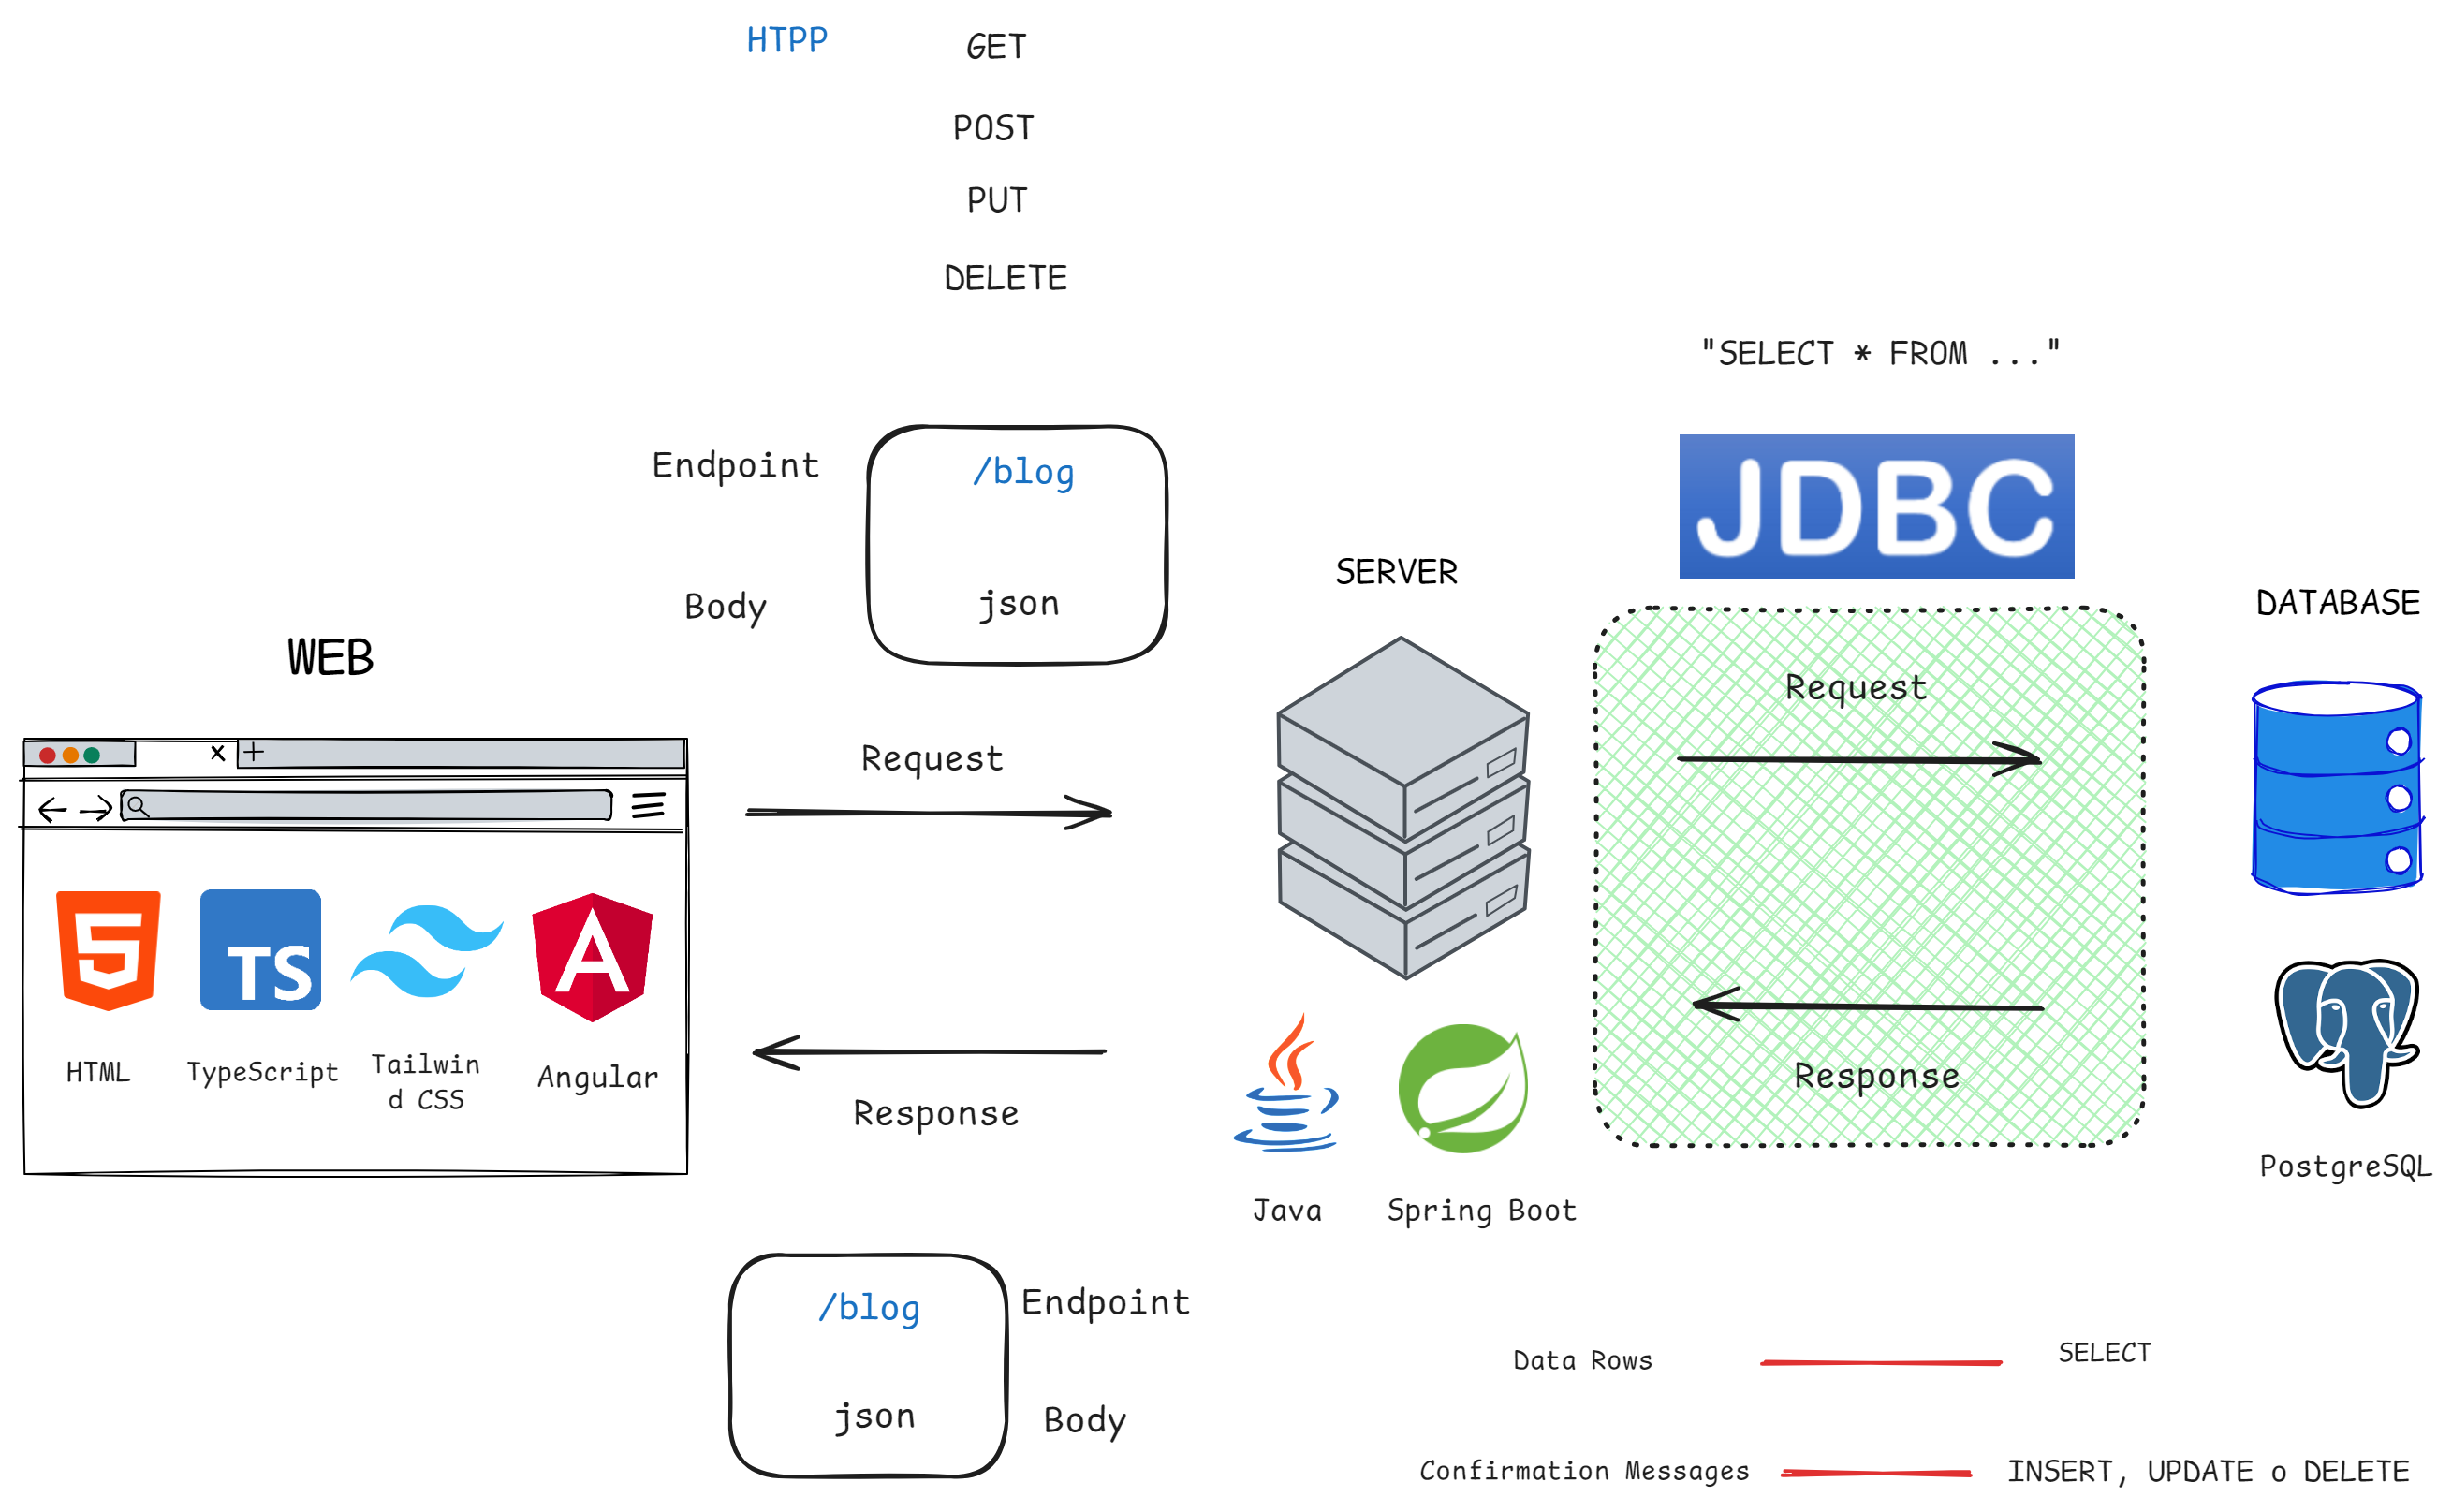 HTPP
GET
POST
PUT
DELETE
"SELECT * FROM ..."
JDBC
Endpoint
/blog
Body
json
SERVER
DATABASE
WEB
Request
Request
TS
HTML
TypeScript
Tailwin
d CSS
Angular
Response
Response
Java
Spring Boot
PostgreSQL
/blog
Endpoint
json
Body
Data Rows
SELECT
Confirmation Messages
INSERT, UPDATE o DELETE